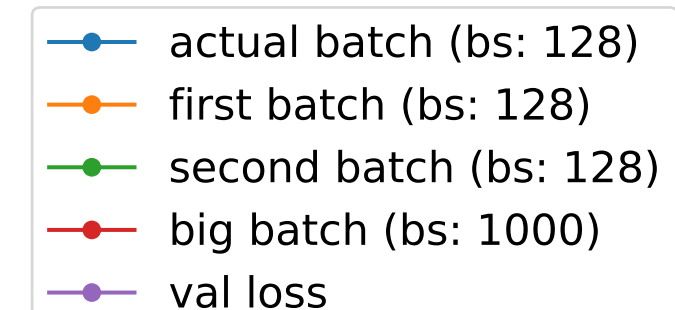 actual batch (bs: 128)
first batch (bs: 128)
second batch (bs: 128)
big batch (bs: 1000)
val loss